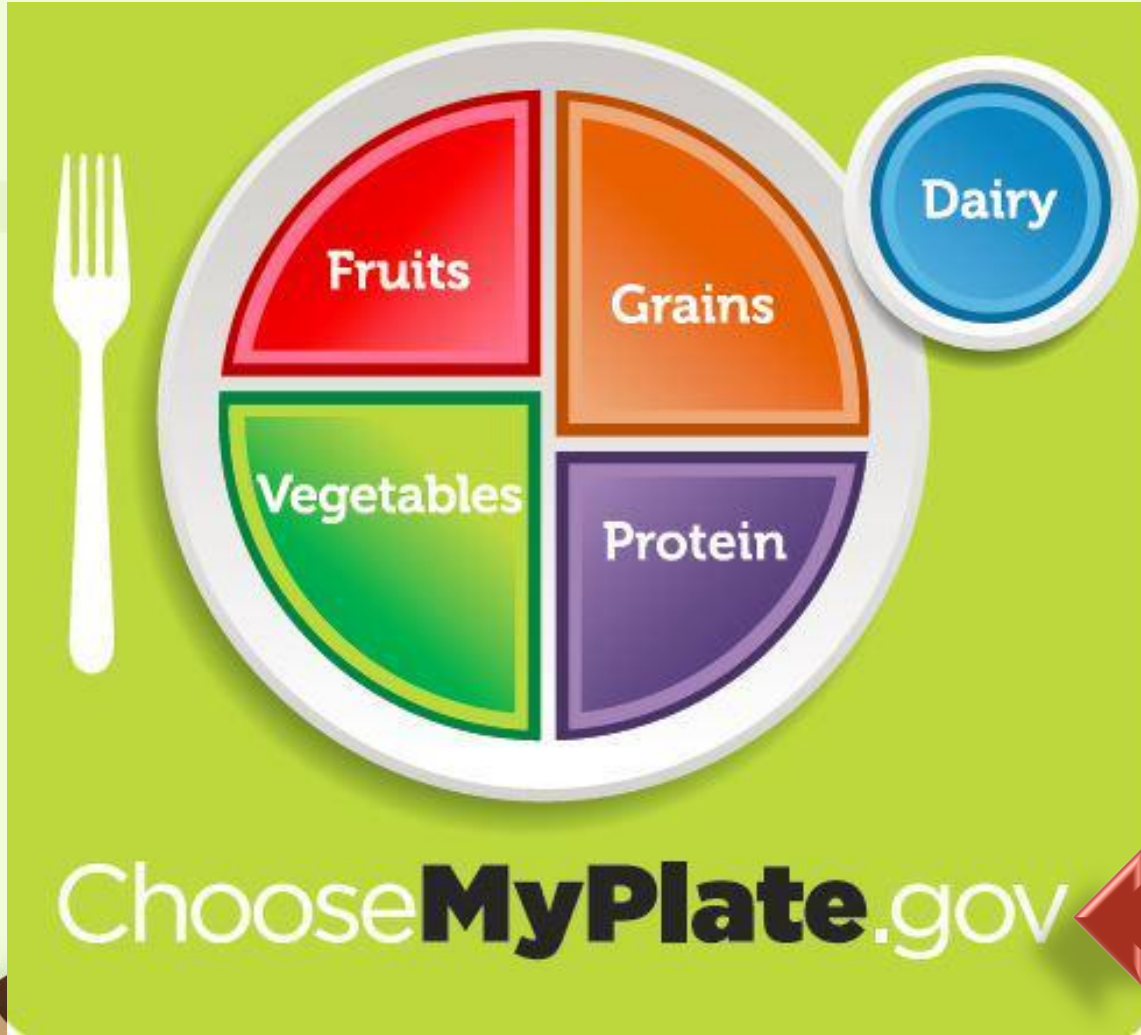 Dairy
Fruits
Grains
Vegetables
Protein
ChooseMyPlate.gov